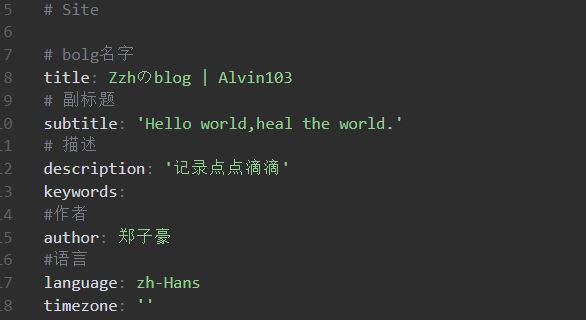 5 # Site
6
7 # bolg名字
8 title: Zzhのblog | Alvin103
9 # 副标题
10 subtitle: 'Hello world,heal the world.'
11 # 描述
12 description: '记录点点滴滴'
13 keywords:
14 #作者
15 author: 郑子豪
16 #语言
17 language: zh-Hans
18 timezone: ''